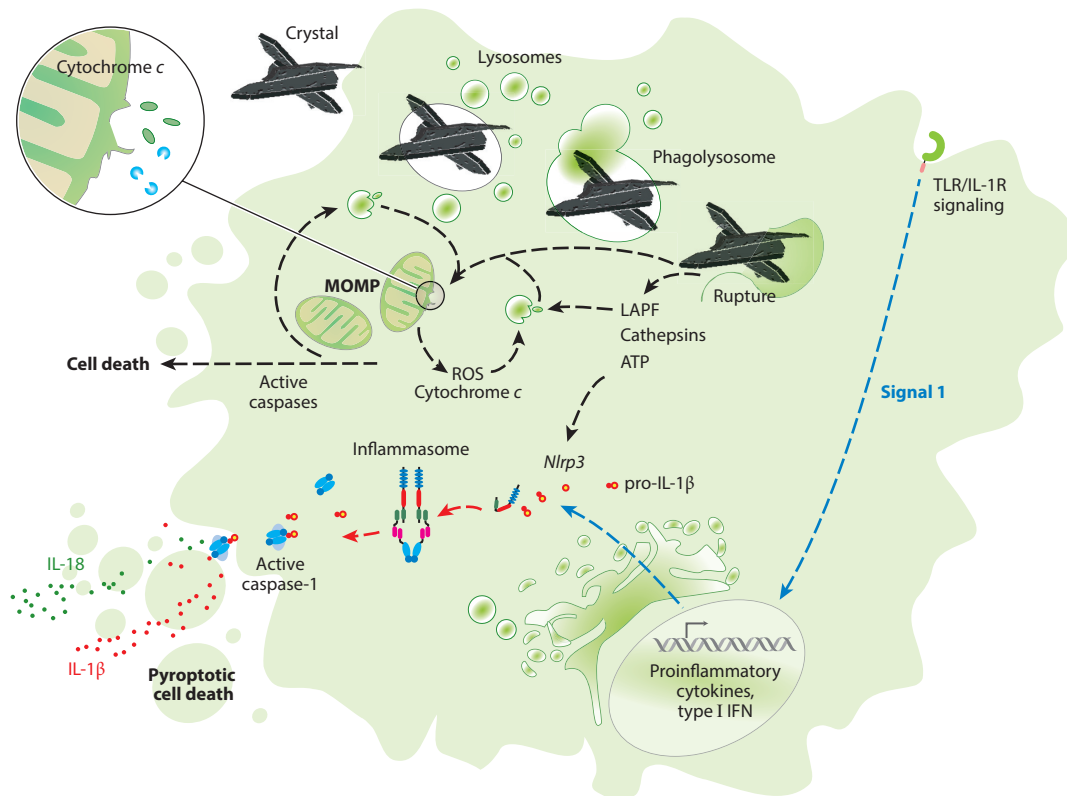 Crystal
Cytochrome c
Lysosomes
Phagolysosome
TLR/IL-1R
signaling
MOMP
Rupture
LAPF
Cathepsins
ATP
Cell death
Active
caspases
ROS
Cytochrome c
Signal 1
Inflammasome
Nlrp3
pro-IL-1β
IL-18
Active
caspase-1
IL-1β
Pyroptotic
cell death
Proinflammatory
cytokines,
type I IFN